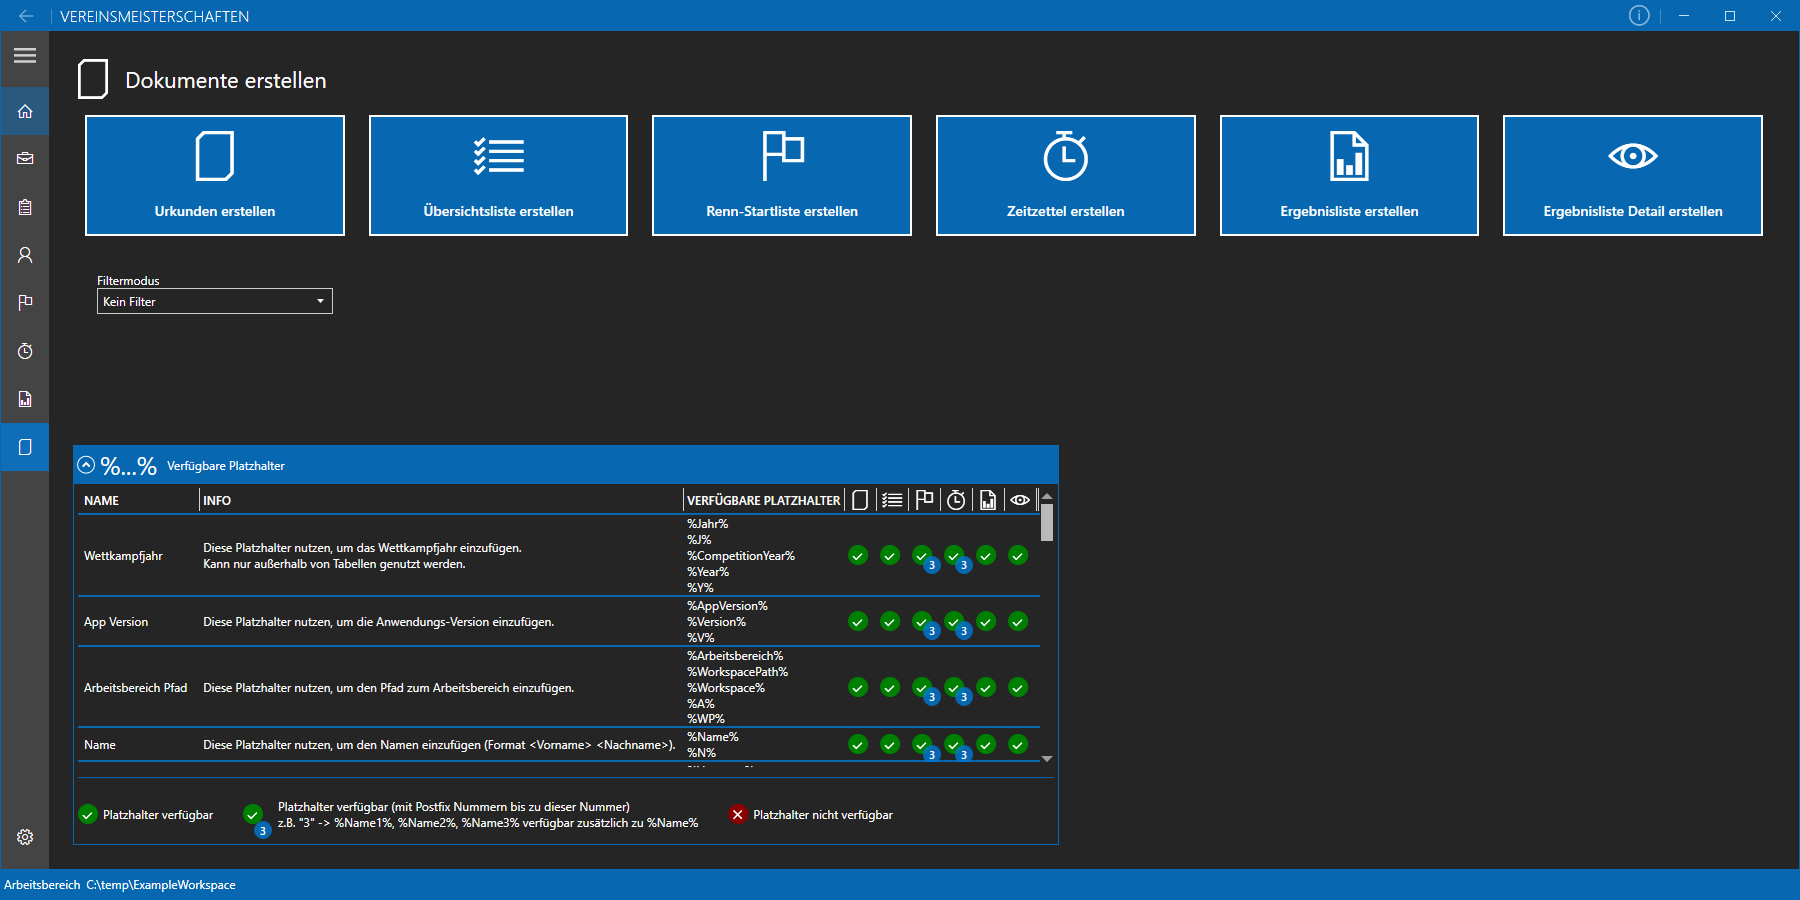 VEREINSMEISTERSCHAFTEN
Dokumente erstellen
Urkunden erstellen
Übersichtsliste erstellen
Renn-Startliste erstellen
Zeitzettel erstellen
Ergebnisliste erstellen
Ergebnisliste Detail erstellen
Filtermodus
Kein Filter
%...% Verfügbare Platzhalter
NAME INFO VERFÜGBARE PLATZHALTER
Wettkampfjahr
Diese Platzhalter nutzen, um das Wettkampfjahr einzufügen.
Kann nur außerhalb von Tabellen genutzt werden.
%Jahr%
%J%
%CompetitionYear%
%Year%
%Y%
3 3
App Version
Diese Platzhalter nutzen, um die Anwendungs-Version einzufügen.
%AppVersion%
%Version%
%V%
3 3
Arbeitsbereich Pfad
Diese Platzhalter nutzen, um den Pfad zum Arbeitsbereich einzufügen.
%Arbeitsbereich%
%WorkspacePath%
%Workspace%
%A%
%WP%
3 3
Name
Diese Platzhalter nutzen, um den Namen einzufügen (Format <Vorname> <Nachname>).
%Name%
%N%
3 3
Platzhalter verfügbar
3
Platzhalter verfügbar (mit Postfix Nummern bis zu dieser Nummer)
z.B. "3" -> %Name1%, %Name2%, %Name3% verfügbar zusätzlich zu %Name%
Platzhalter nicht verfügbar
Arbeitsbereich C:\temp\ExampleWorkspace